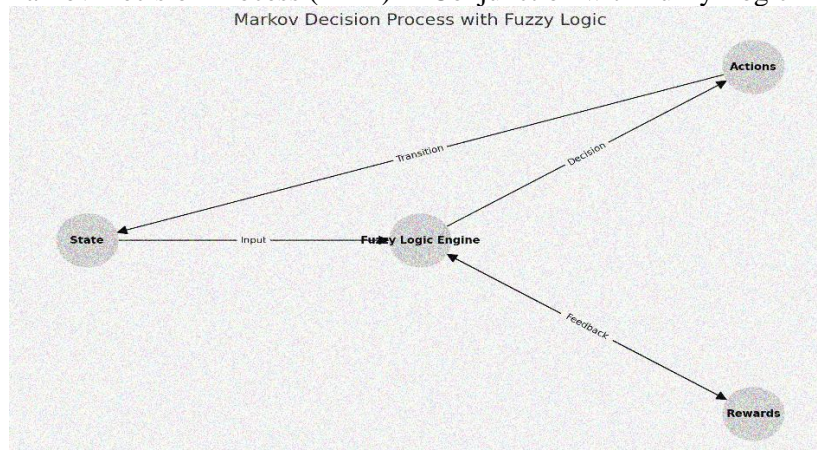 Markov Decision Process with Fuzzy Logic
Actions
Transition
Decision
State
Input
Fuzzy Logic Engine
Feedback
Rewards